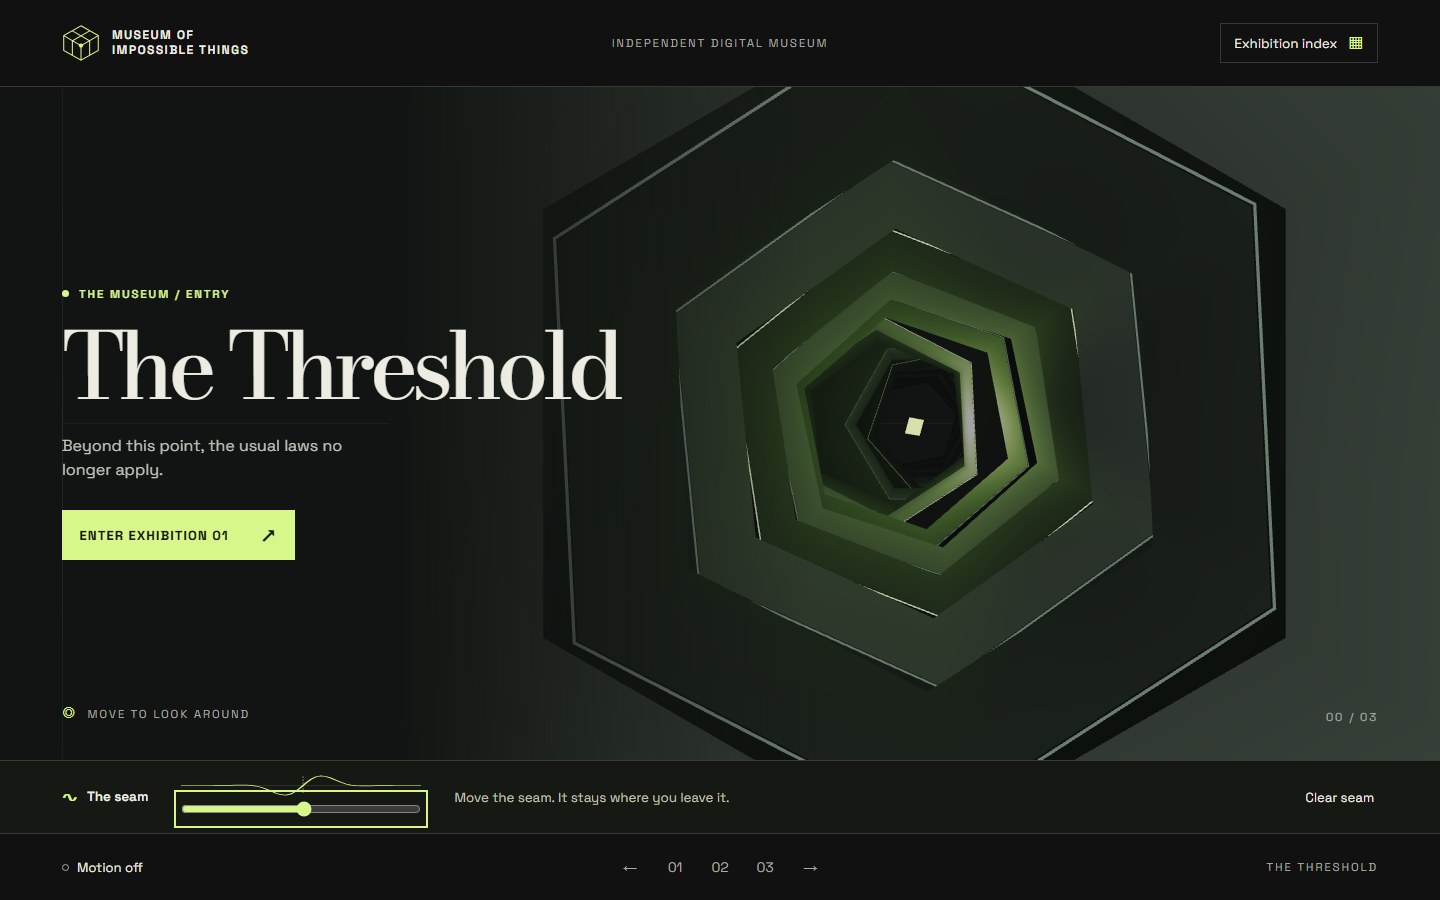 MUSEUM OF
IMPOSSIBLE THINGS
INDEPENDENT DIGITAL MUSEUM
Exhibition index
THE MUSEUM / ENTRY
The Threshold
Beyond this point, the usual laws no
longer apply.
ENTER EXHIBITION 01 ↗
MOVE TO LOOK AROUND
00 / 03
The seam
Move the seam. It stays where you leave it.
Clear seam
Motion off
← 01 02 03 →
THE THRESHOLD